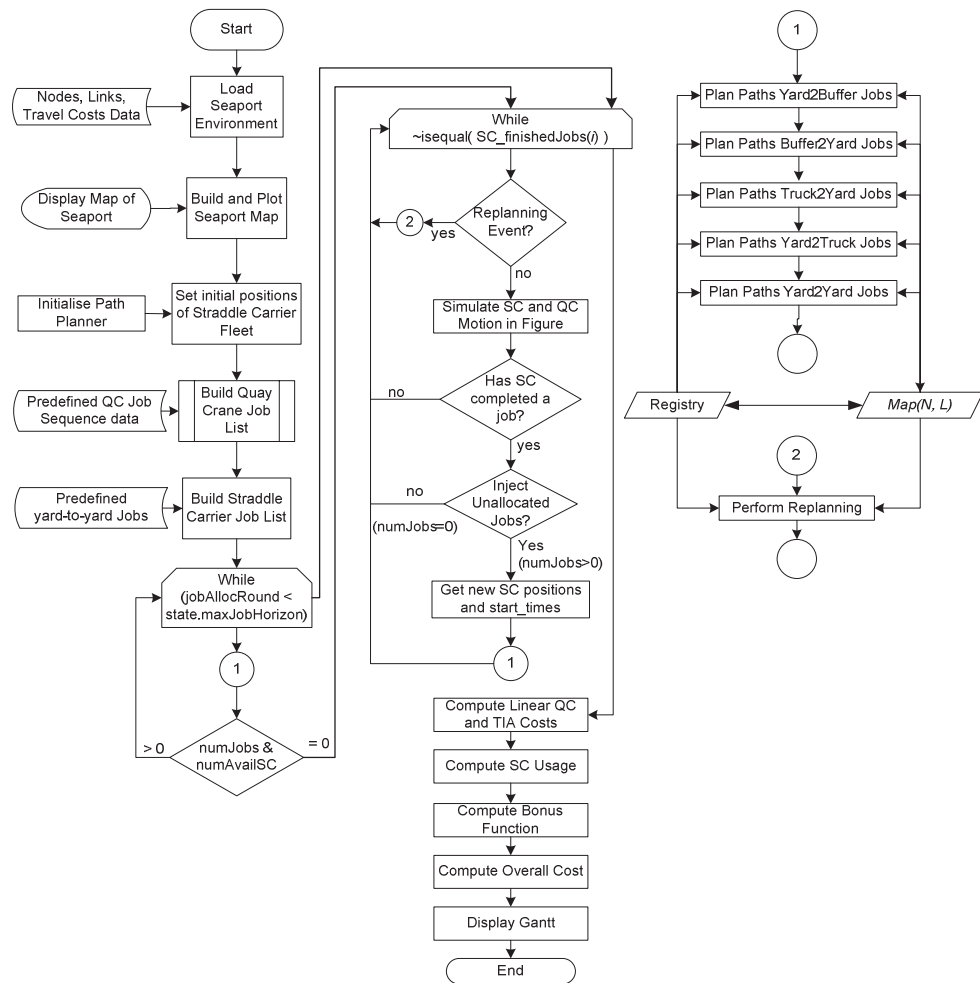 Start
Nodes, Links,
Travel Costs Data
Load
Seaport
Environment
Display Map of
Seaport
Build and Plot
Seaport Map
Initialise Path
Planner
Set initial positions
of Straddle Carrier
Fleet
Predefined QC Job
Sequence data
Build Quay
Crane Job
List
Predefined
yard-to-yard Jobs
Build Straddle
Carrier Job List
While
(jobAllocRound <
state.maxJobHorizon)
1
> 0
numJobs &
numAvailSC
= 0
While
~isequal( SC_finishedJobs(i) )
Replanning
Event?
2
yes
no
Simulate SC and QC
Motion in Figure
Has SC
completed a
job?
no
yes
Inject
Unallocated
Jobs?
no
(numJobs=0)
Yes
(numJobs>0)
Get new SC positions
and start_times
1
Compute Linear QC
and TIA Costs
Compute SC Usage
Compute Bonus
Function
Compute Overall Cost
Display Gantt
End
1
Plan Paths Yard2Buffer Jobs
Plan Paths Buffer2Yard Jobs
Plan Paths Truck2Yard Jobs
Plan Paths Yard2Truck Jobs
Plan Paths Yard2Yard Jobs
Registry
Map(N, L)
2
Perform Replanning